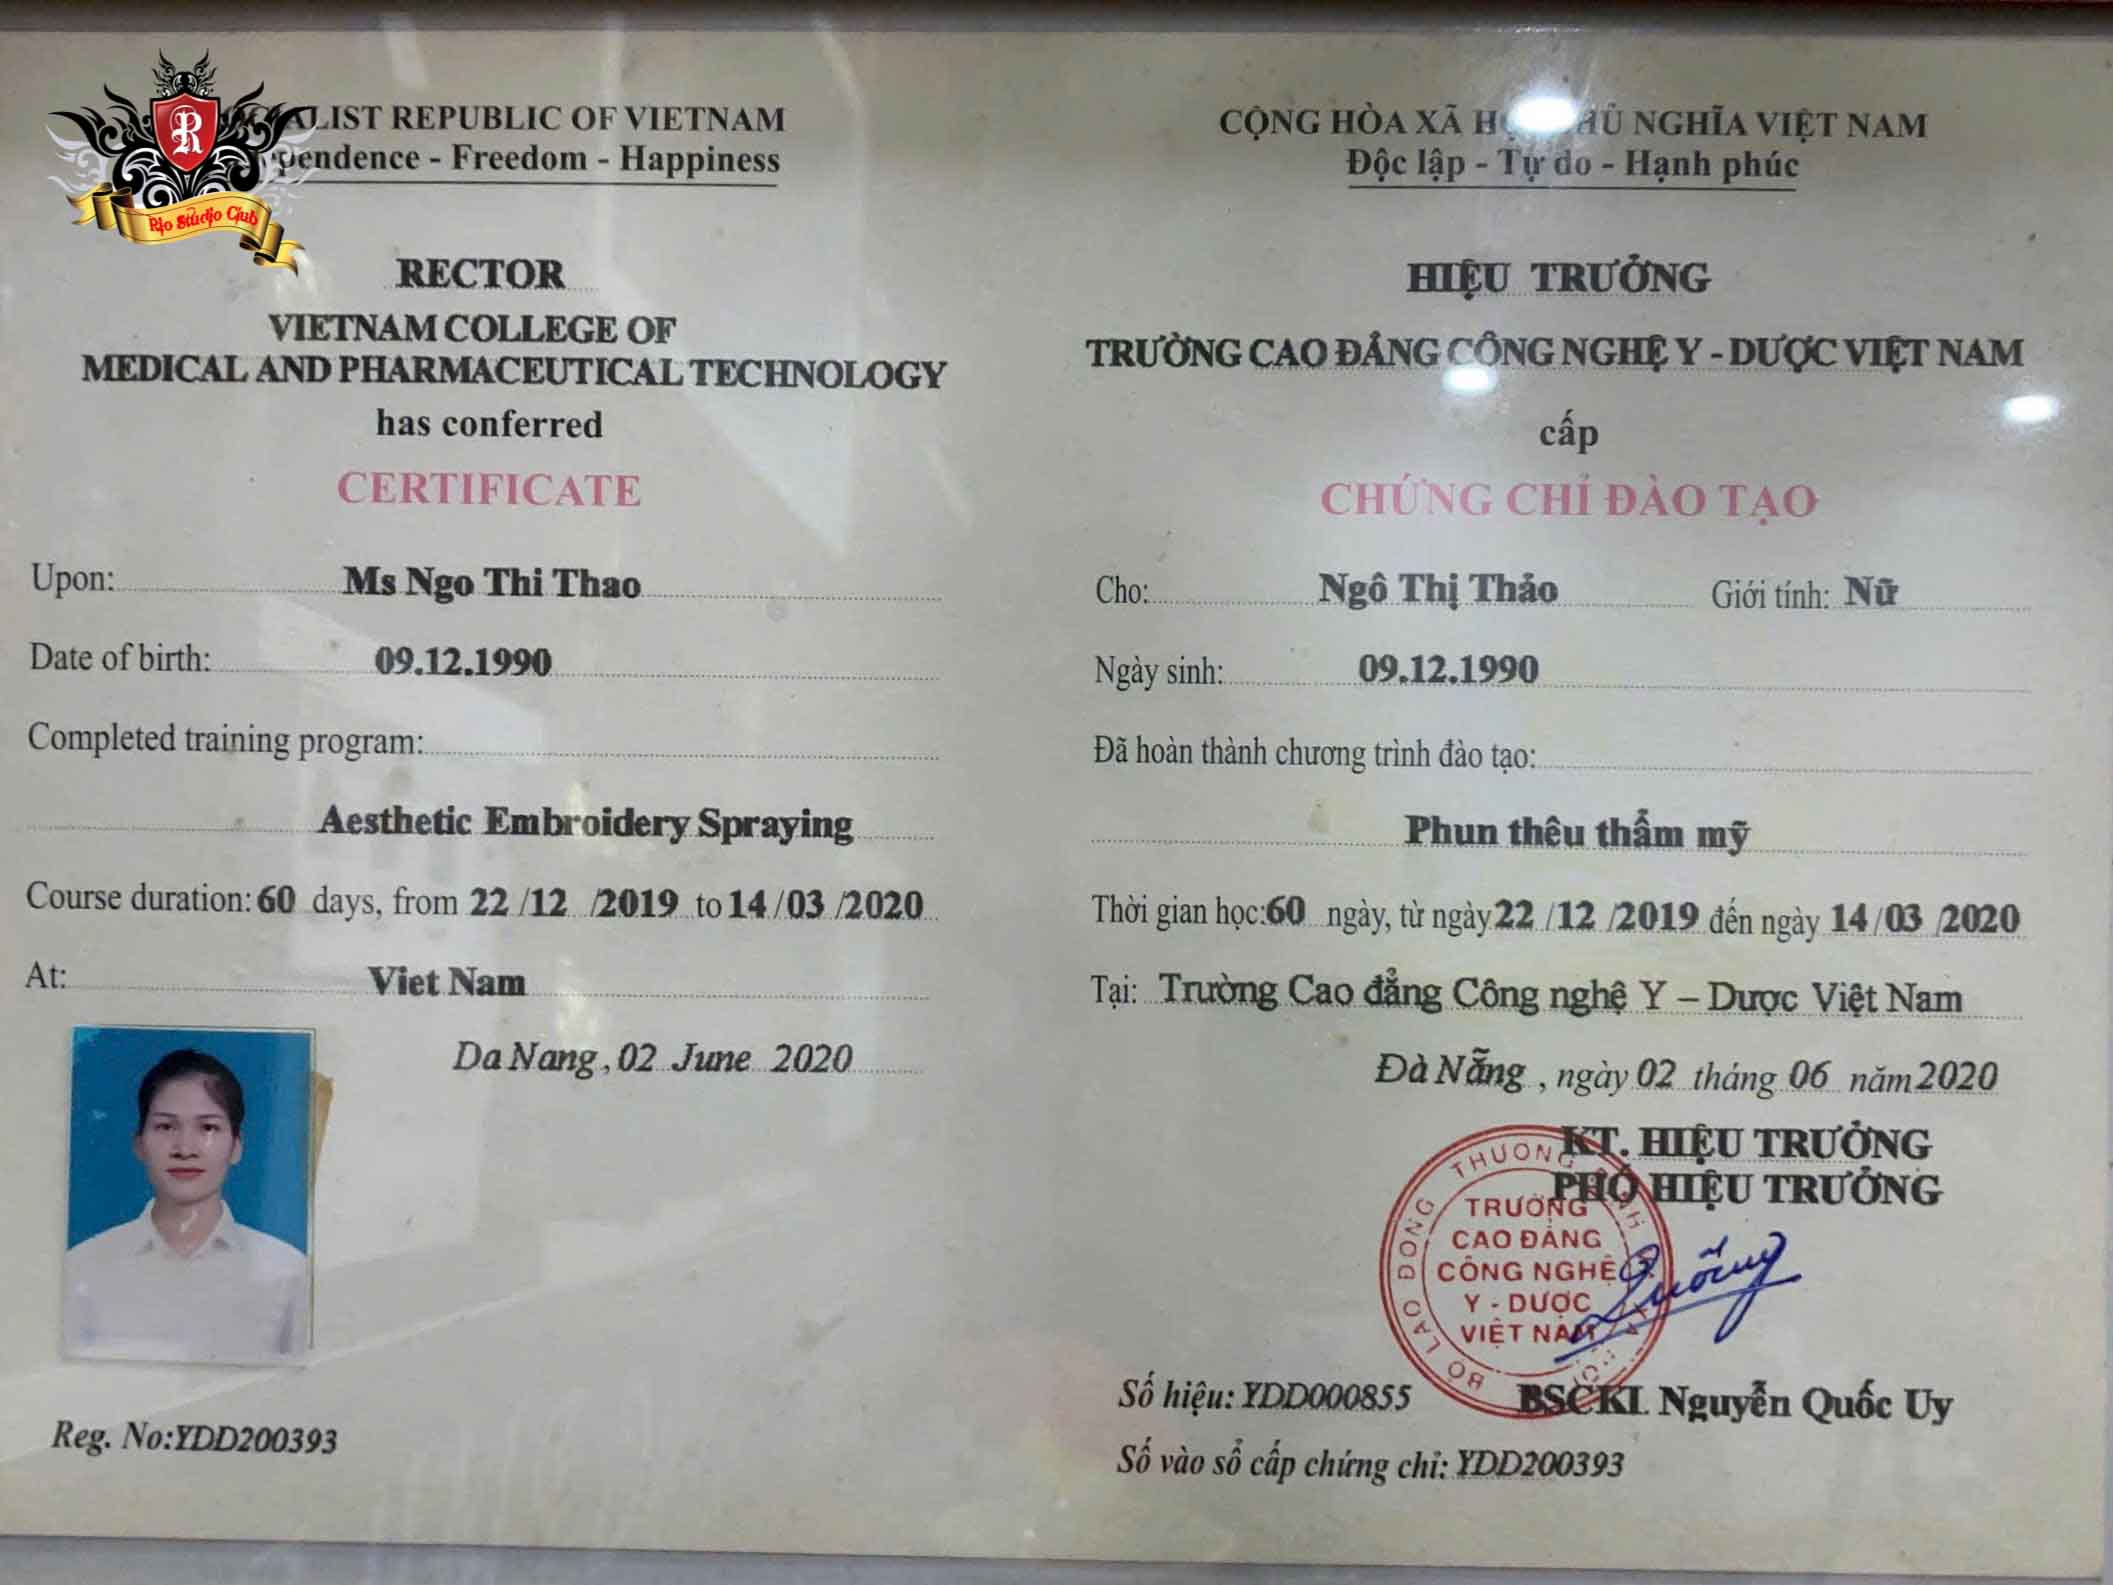 R
Rio Studio Club
ALIST REPUBLIC OF VIETNAM
pendence - Freedom - Happiness
RECTOR
VIETNAM COLLEGE OF
MEDICAL AND PHARMACEUTICAL TECHNOLOGY
has conferred
CERTIFICATE
Upon: Ms Ngo Thi Thao
Date of birth: 09.12.1990
Completed training program:
Aesthetic Embroidery Spraying
Course duration: 60 days, from 22 /12 /2019 to 14 /03 /2020
At: Viet Nam
Da Nang, 02 June 2020
Reg. No:YDD200393
CỘNG HÒA XÃ HỘI CHỦ NGHĨA VIỆT NAM
Độc lập - Tự do - Hạnh phúc
HIỆU TRƯỞNG
TRƯỜNG CAO ĐẲNG CÔNG NGHỆ Y - DƯỢC VIỆT NAM
cấp
CHỨNG CHỈ ĐÀO TẠO
Cho: Ngô Thị Thảo Giới tính: Nữ
Ngày sinh: 09.12.1990
Đã hoàn thành chương trình đào tạo:
Phun thêu thẩm mỹ
Thời gian học:60 ngày, từ ngày 22 /12 /2019 đến ngày 14 /03 /2020
Tại: Trường Cao đẳng Công nghệ Y – Dược Việt Nam
Đà Nẵng , ngày 02 tháng 06 năm 2020
KT. HIỆU TRƯỞNG
PHÓ HIỆU TRƯỞNG
BỘ LAO ĐỘNG THƯƠNG
TRƯỜNG
CAO ĐẲNG
CÔNG NGHỆ
Y - DƯỢC
VIỆT NAM
BSCKI. Nguyễn Quốc Uy
Số hiệu: YDD000855
Số vào sổ cấp chứng chỉ: YDD200393